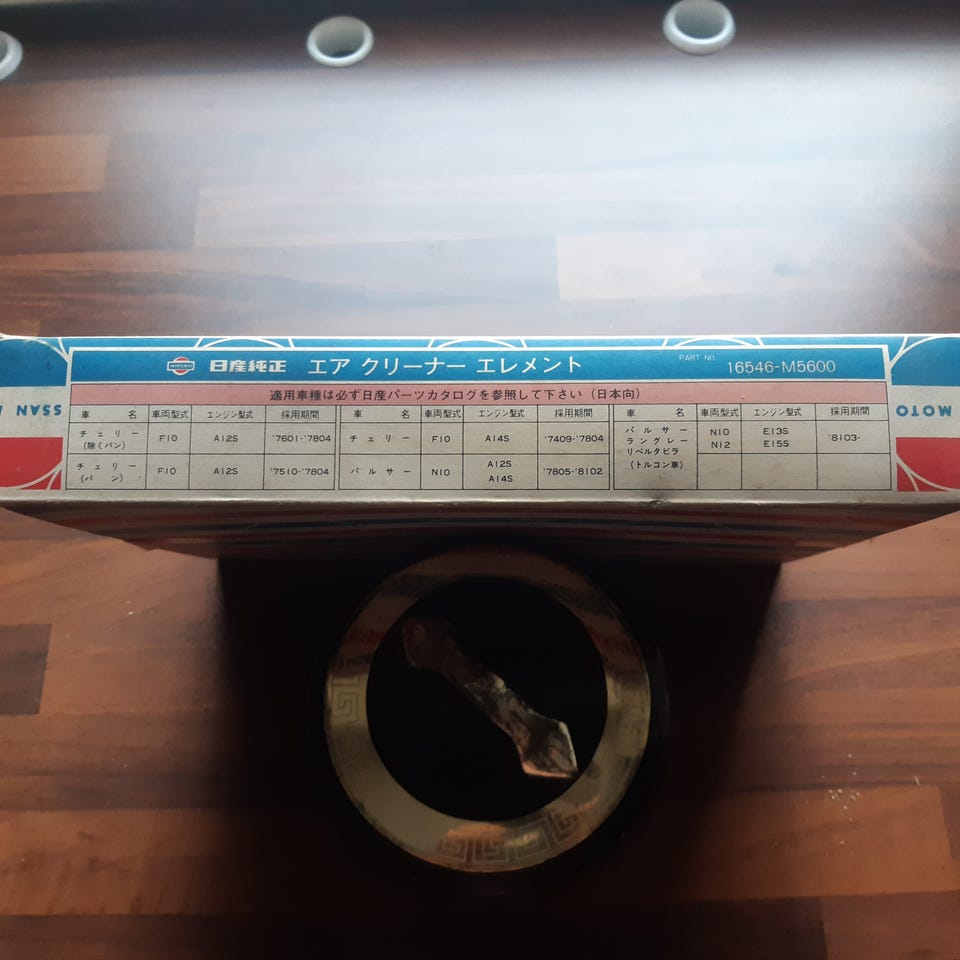 NISSAN 日産純正 エア クリーナー エレメント PART NO. 16546-M5600
適用車種は必ず日産パーツカタログを参照して下さい（日本向）
車 名 車両型式 エンジン型式 採用期間 車 名 車両型式 エンジン型式 採用期間 車 名 車両型式 エンジン型式 採用期間
チェリー（除くバン） F10 A12S '7601-'7804 チェリー F10 A14S '7409-'7804 パルサー ラングレー リベルタビラ（トルコン車） N10 N12 E13S E15S '8103-
チェリー（バン） F10 A12S '7510-'7804 パルサー N10 A12S A14S '7805-'8102
SSAN
MOTO